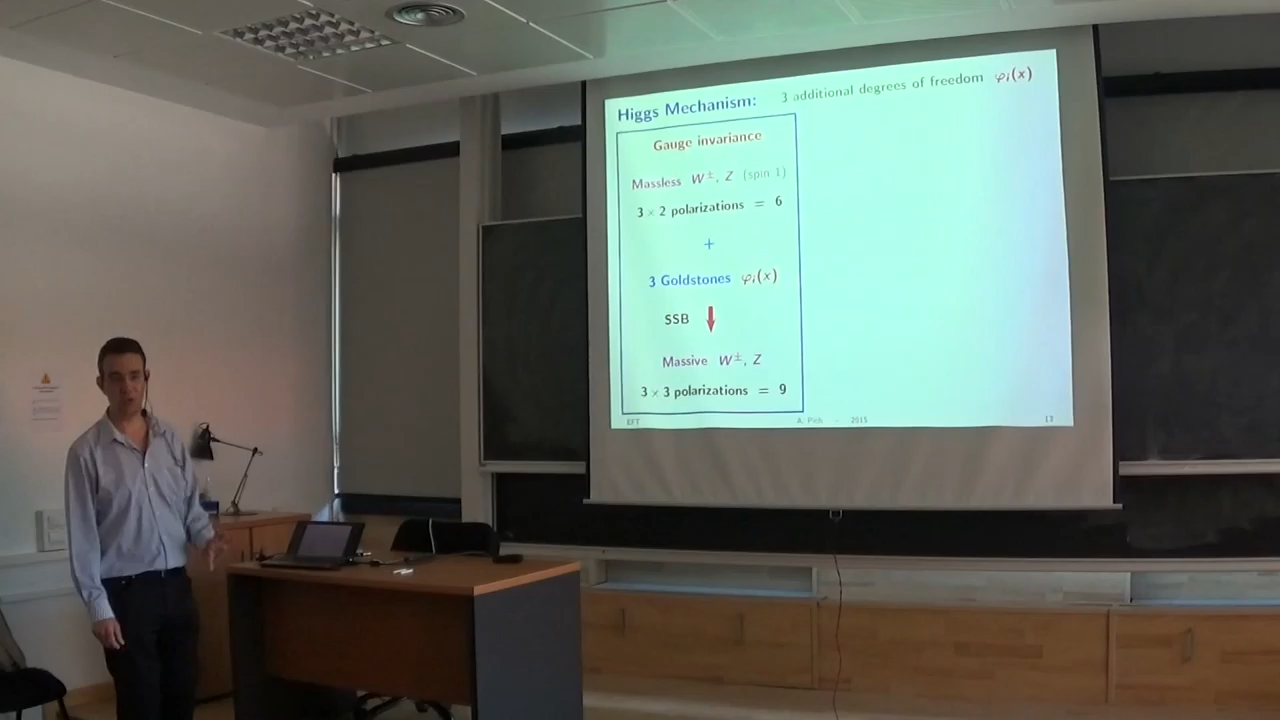 Higgs Mechanism: 3 additional degrees of freedom φᵢ(x)
Gauge invariance
Massless W±, Z (spin 1)
3 × 2 polarizations = 6
+
3 Goldstones φᵢ(x)
SSB
Massive W±, Z
3 × 3 polarizations = 9
EFT A. Pich - 2015 17